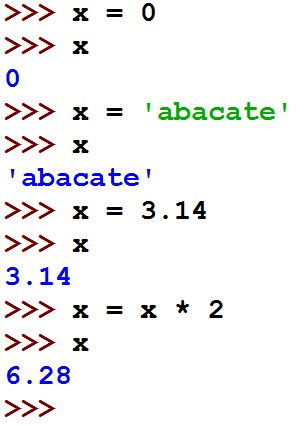 >>> x = 0
>>> x
0
>>> x = 'abacate'
>>> x
'abacate'
>>> x = 3.14
>>> x
3.14
>>> x = x * 2
>>> x
6.28
>>>